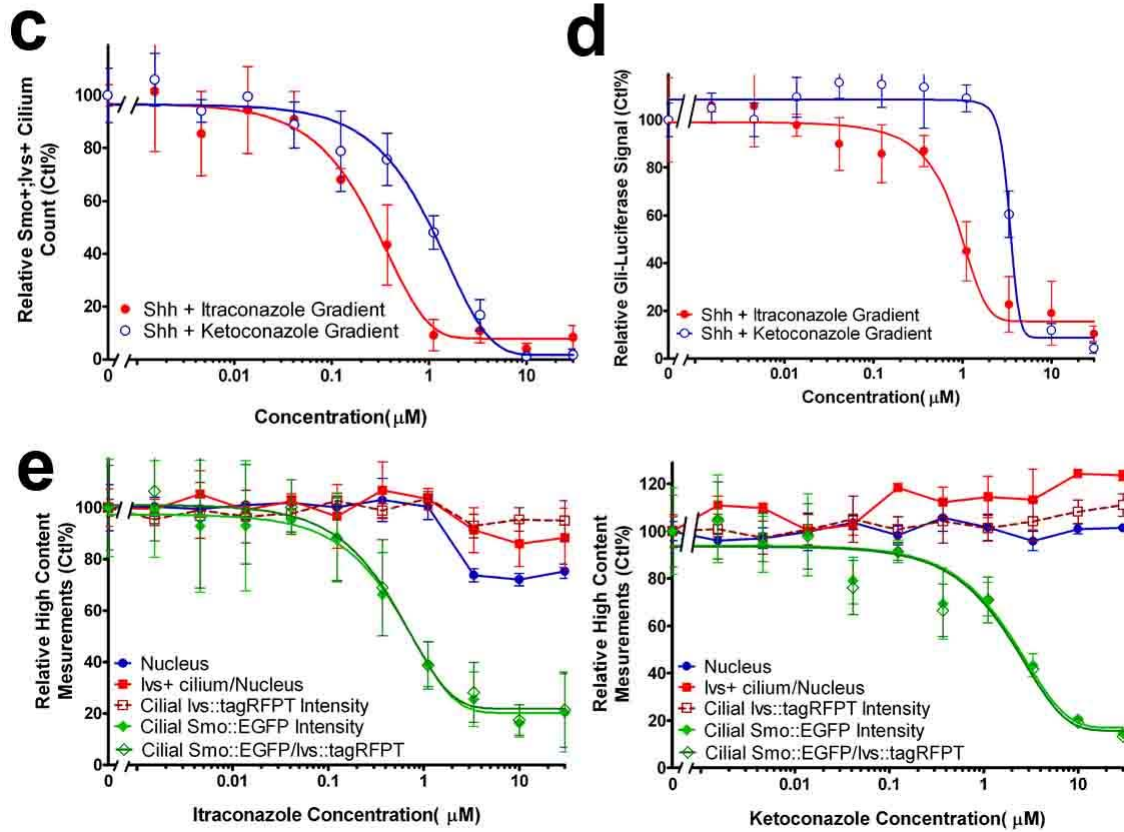 c
Relative Smo+;Ivs+ Cilium
Count (Ctl%)
100
80
60
40
20
0
Shh + Itraconazole Gradient
Shh + Ketoconazole Gradient
0
0.01
0.1
1
10
Concentration( μM)
d
Relative Gli-Luciferase Signal (Ctl%)
100
80
60
40
20
0
Shh + Itraconazole Gradient
Shh + Ketoconazole Gradient
0
0.01
0.1
1
10
Concentration( μM)
e
Relative High Content
Mesurements (Ctl%)
100
80
60
40
20
0
Nucleus
Ivs+ cilium/Nucleus
Cilial Ivs::tagRFPT Intensity
Cilial Smo::EGFP Intensity
Cilial Smo::EGFP/Ivs::tagRFPT
0
0.01
0.1
1
10
Itraconazole Concentration( μM)
Relative High Content
Mesurements (Ctl%)
120
100
80
60
40
20
0
Nucleus
Ivs+ cilium/Nucleus
Cilial Ivs::tagRFPT Intensity
Cilial Smo::EGFP Intensity
Cilial Smo::EGFP/Ivs::tagRFPT
0
0.01
0.1
1
10
Ketoconazole Concentration( μM)